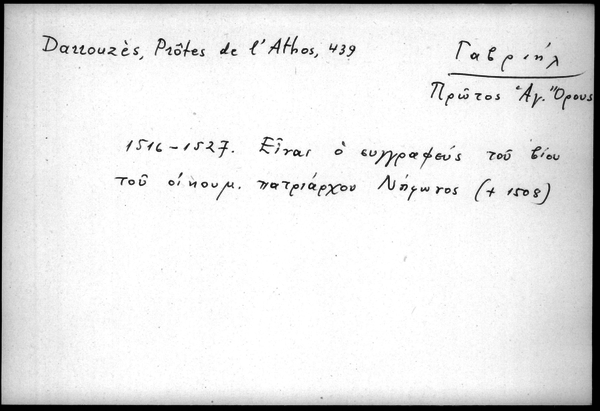 Darrouzès, Prôtes de l'Athos, 439
Γαβριήλ
Πρῶτος Ἁγ. Ὄρους
1516-1527. Εἶναι ὁ συγγραφεύς τοῦ βίου
τοῦ οἰκουμ. πατριάρχου Νήφωνος (+ 1508)